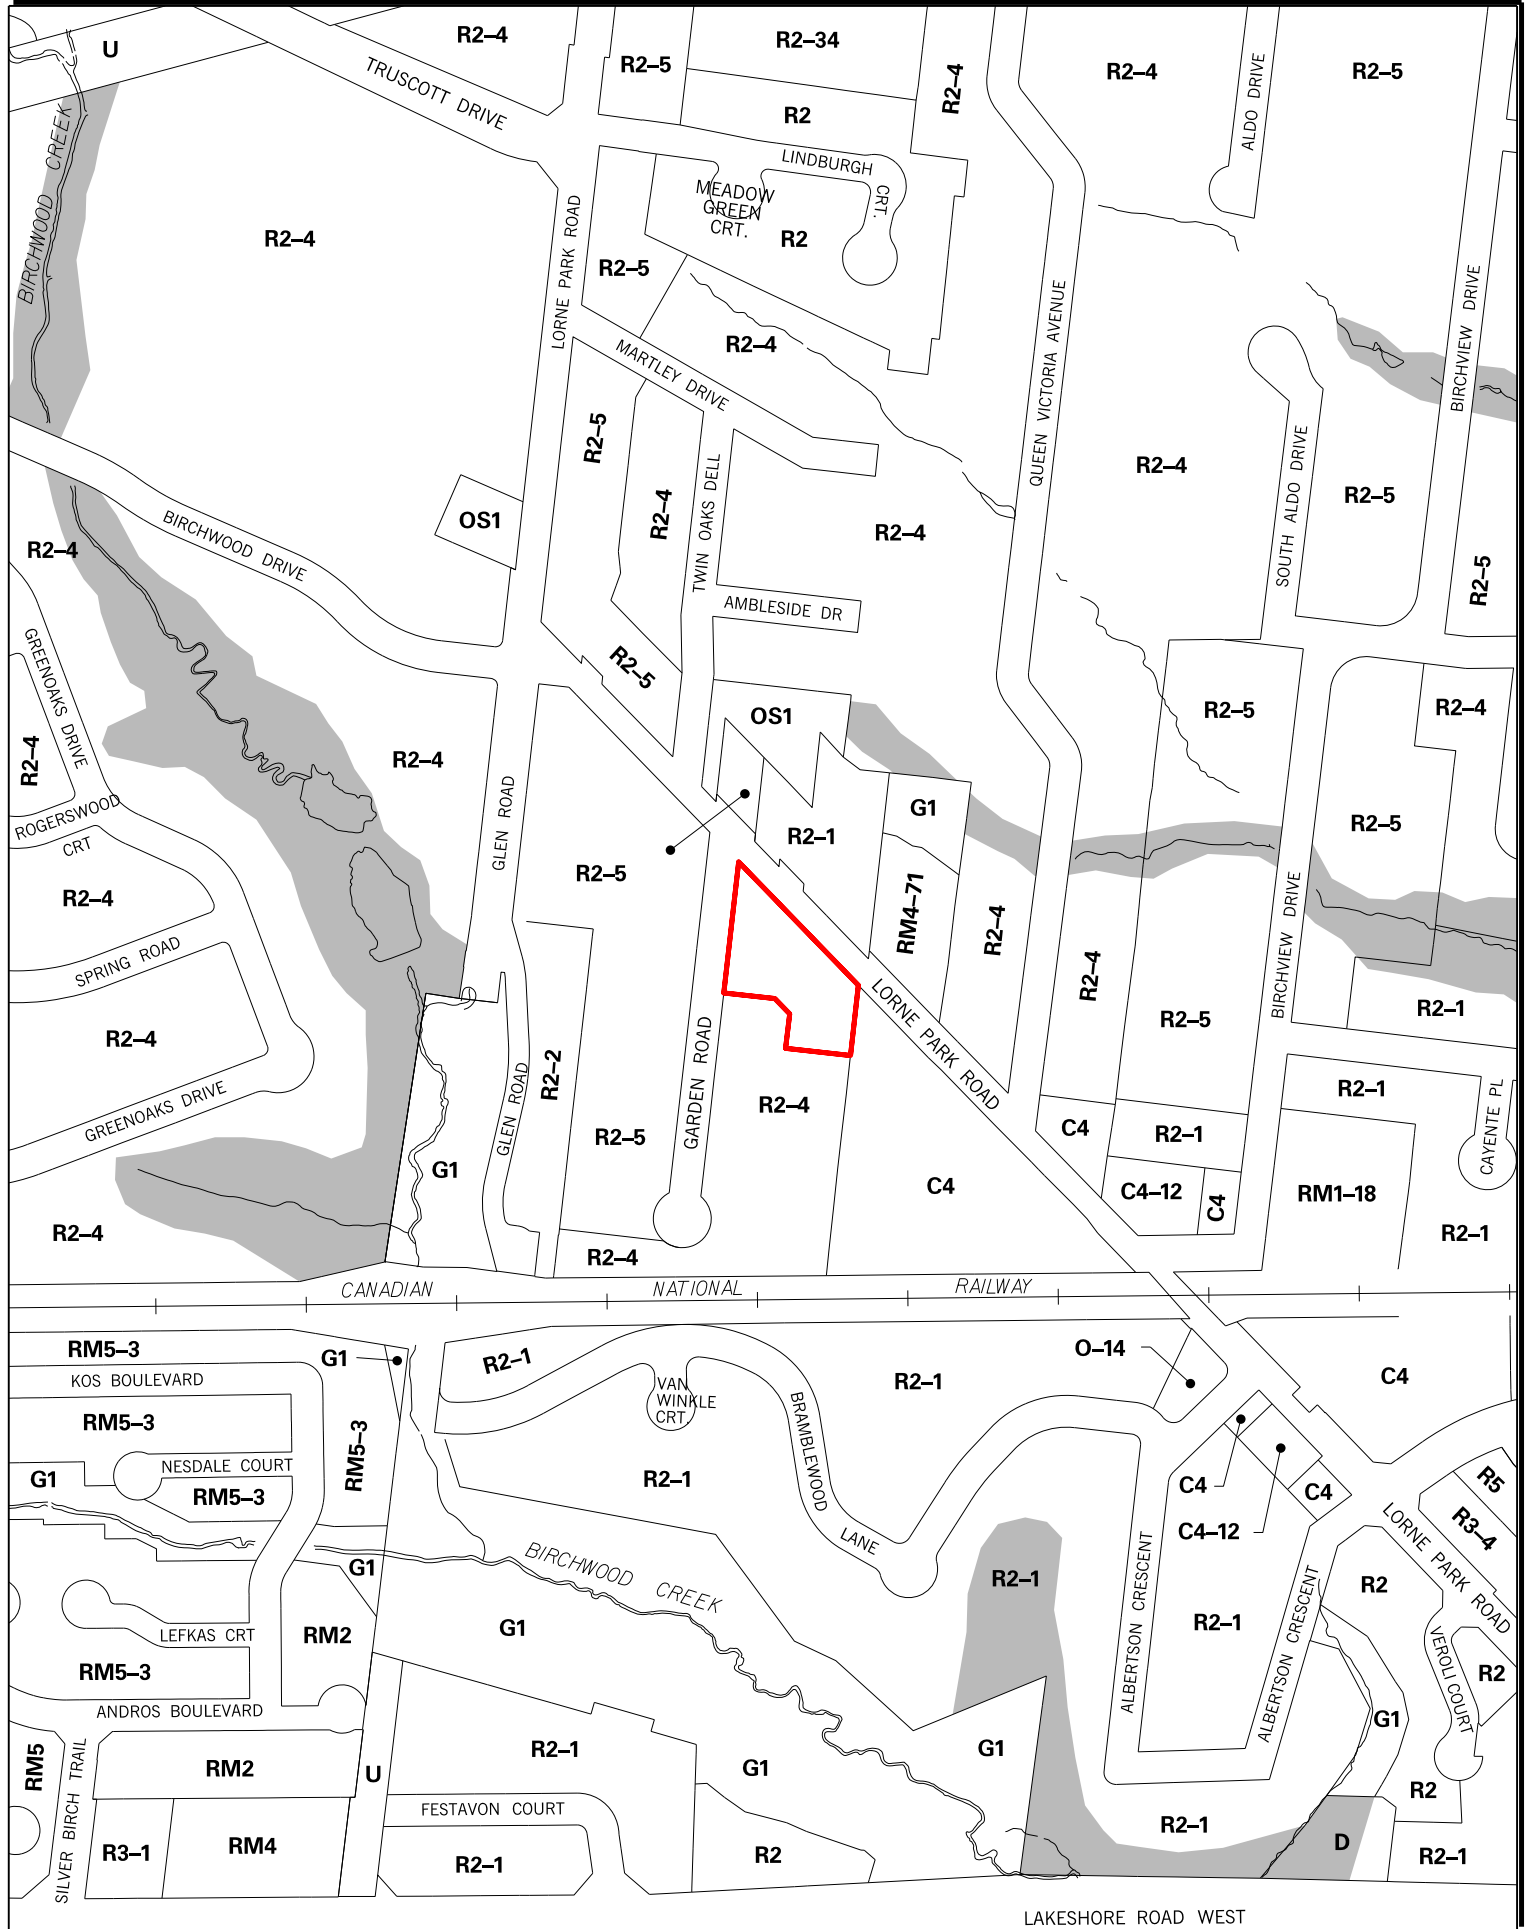 U
R2–4
R2–5
R2–34
R2–4
R2–4
ALDO DRIVE
R2–5
TRUSCOTT DRIVE
R2
BIRCHWOOD CREEK
LINDBURGH
CRT.
MEADOW
GREEN
CRT.
R2–4
R2
LORNE PARK ROAD
R2–5
QUEEN VICTORIA AVENUE
BIRCHVIEW DRIVE
R2–4
MARTLEY DRIVE
R2–5
R2–4
TWIN OAKS DELL
R2–4
R2–4
SOUTH ALDO DRIVE
R2–5
OS1
BIRCHWOOD DRIVE
R2–4
R2–5
AMBLESIDE DR
GREENOAKS DRIVE
R2–5
OS1
R2–5
R2–4
R2–4
R2–4
GLEN ROAD
ROGERSWOOD
CRT
G1
R2–1
R2–5
R2–5
R2–4
RM4–71
R2–4
R2–4
BIRCHVIEW DRIVE
SPRING ROAD
LORNE PARK ROAD
R2–1
R2–5
R2–4
R2–2
GARDEN ROAD
GLEN ROAD
R2–4
R2–1
GREENOAKS DRIVE
R2–5
C4
R2–1
CAYENTE PL
G1
C4
C4–12
C4
RM1–18
R2–4
R2–4
R2–1
CANADIAN NATIONAL RAILWAY
RM5–3
G1
R2–1
O–14
KOS BOULEVARD
R2–1
C4
VAN
WINKLE
CRT.
BRAMBLEWOOD
LANE
RM5–3
RM5–3
NESDALE COURT
G1
RM5–3
R2–1
C4
C4
C4–12
R5
R3–4
LORNE PARK ROAD
BIRCHWOOD CREEK
G1
R2–1
ALBERTSON CRESCENT
R2
R2–1
ALBERTSON CRESCENT
G1
LEFKAS CRT
RM2
VEROLI COURT
R2
RM5–3
ANDROS BOULEVARD
G1
RM5
SILVER BIRCH TRAIL
RM2
U
R2–1
G1
G1
R2
FESTAVON COURT
R2–1
R3–1
RM4
R2–1
R2
D
R2–1
LAKESHORE ROAD WEST